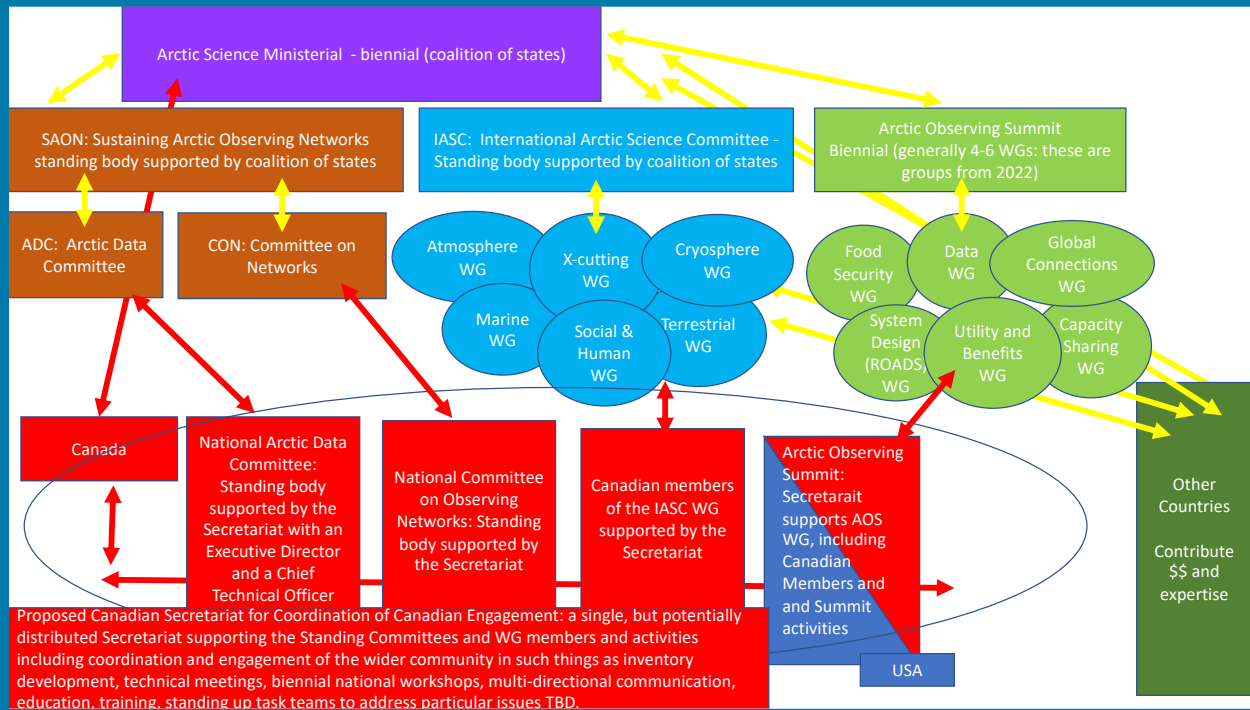 Arctic Science Ministerial - biennial (coalition of states)
SAON: Sustaining Arctic Observing Networks
standing body supported by coalition of states
IASC: International Arctic Science Committee -
Standing body supported by coalition of states
Arctic Observing Summit
Biennial (generally 4-6 WGs: these are
groups from 2022)
ADC: Arctic Data
Committee
CON: Committee on
Networks
Atmosphere
WG
X-cutting
WG
Cryosphere
WG
Marine
WG
Social &
Human
WG
Terrestrial
WG
Food
Security
WG
Data
WG
Global
Connections
WG
System
Design
(ROADS)
WG
Utility and
Benefits
WG
Capacity
Sharing
WG
Canada
National Arctic Data
Committee:
Standing body
supported by the
Secretariat with an
Executive Director
and a Chief
Technical Officer
National Committee
on Observing
Networks: Standing
body supported by
the Secretariat
Canadian members
of the IASC WG
supported by the
Secretariat
Arctic Observing
Summit:
Secretarait
supports AOS
WG, including
Canadian
Members and
and Summit
activities
Other
Countries
Contribute
$$ and
expertise
Proposed Canadian Secretariat for Coordination of Canadian Engagement: a single, but potentially
distributed Secretariat supporting the Standing Committees and WG members and activities
including coordination and engagement of the wider community in such things as inventory
development, technical meetings, biennial national workshops, multi-directional communication,
education, training, standing up task teams to address particular issues TBD.
USA